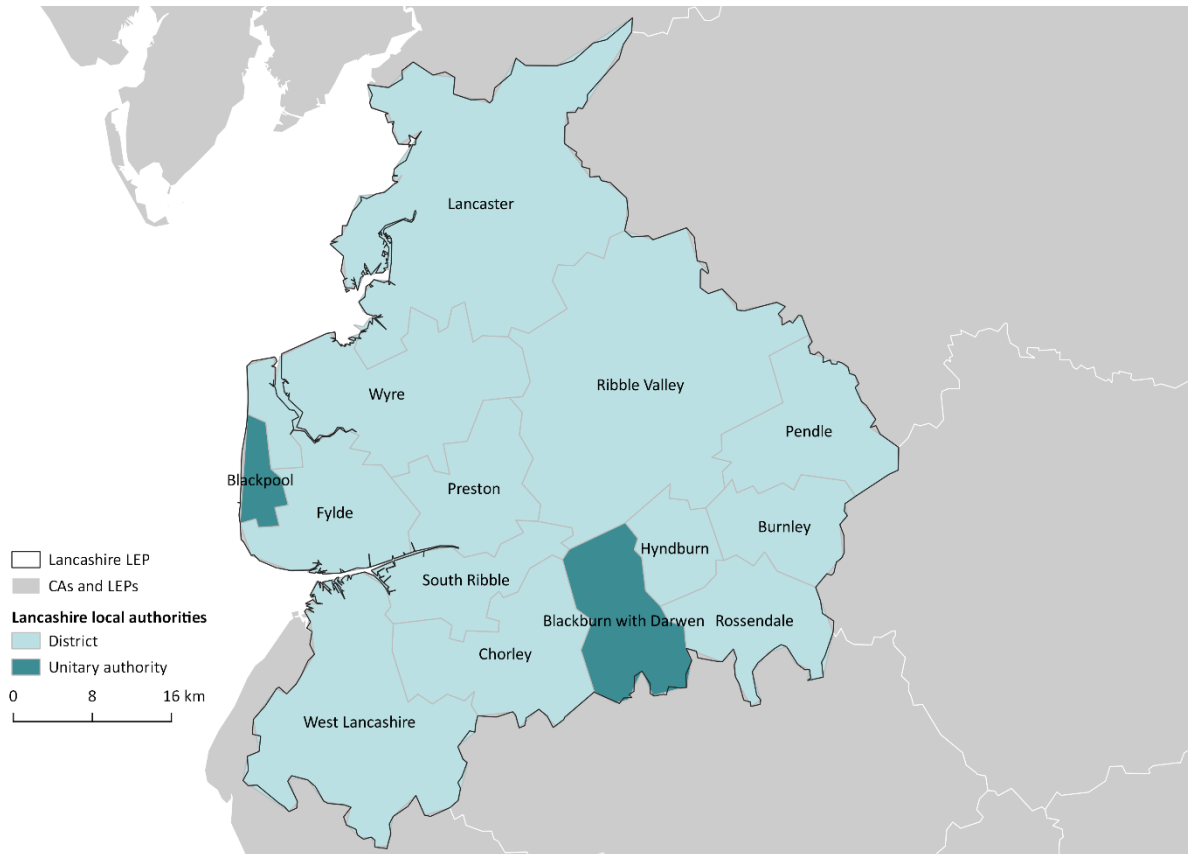 Lancaster
Wyre
Ribble Valley
Pendle
Blackpool
Preston
Fylde
Burnley
Hyndburn
South Ribble
Blackburn with Darwen
Rossendale
Chorley
West Lancashire
Lancashire LEP
CAs and LEPs
Lancashire local authorities
District
Unitary authority
0 8 16 km